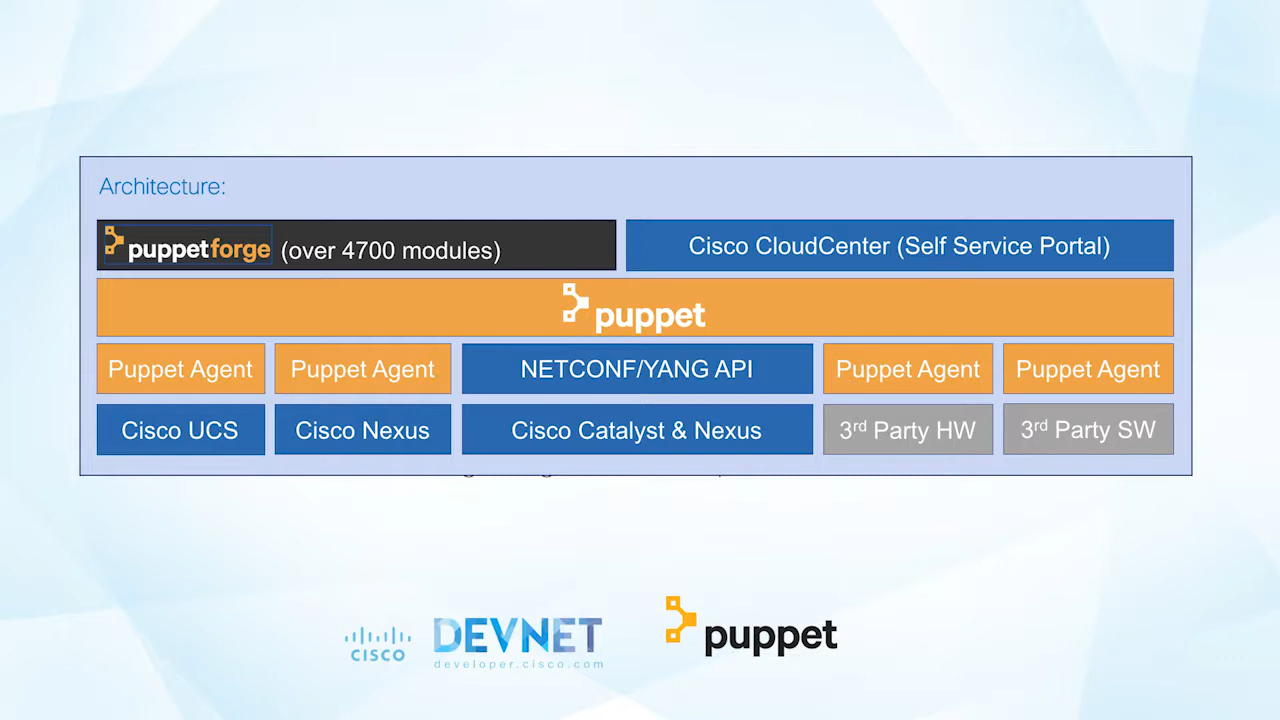 Architecture:
puppetforge (over 4700 modules)
Cisco CloudCenter (Self Service Portal)
puppet
Puppet Agent
Puppet Agent
NETCONF/YANG API
Puppet Agent
Puppet Agent
Cisco UCS
Cisco Nexus
Cisco Catalyst & Nexus
3rd Party HW
3rd Party SW
CISCO
DEVNET
developer.cisco.com
puppet